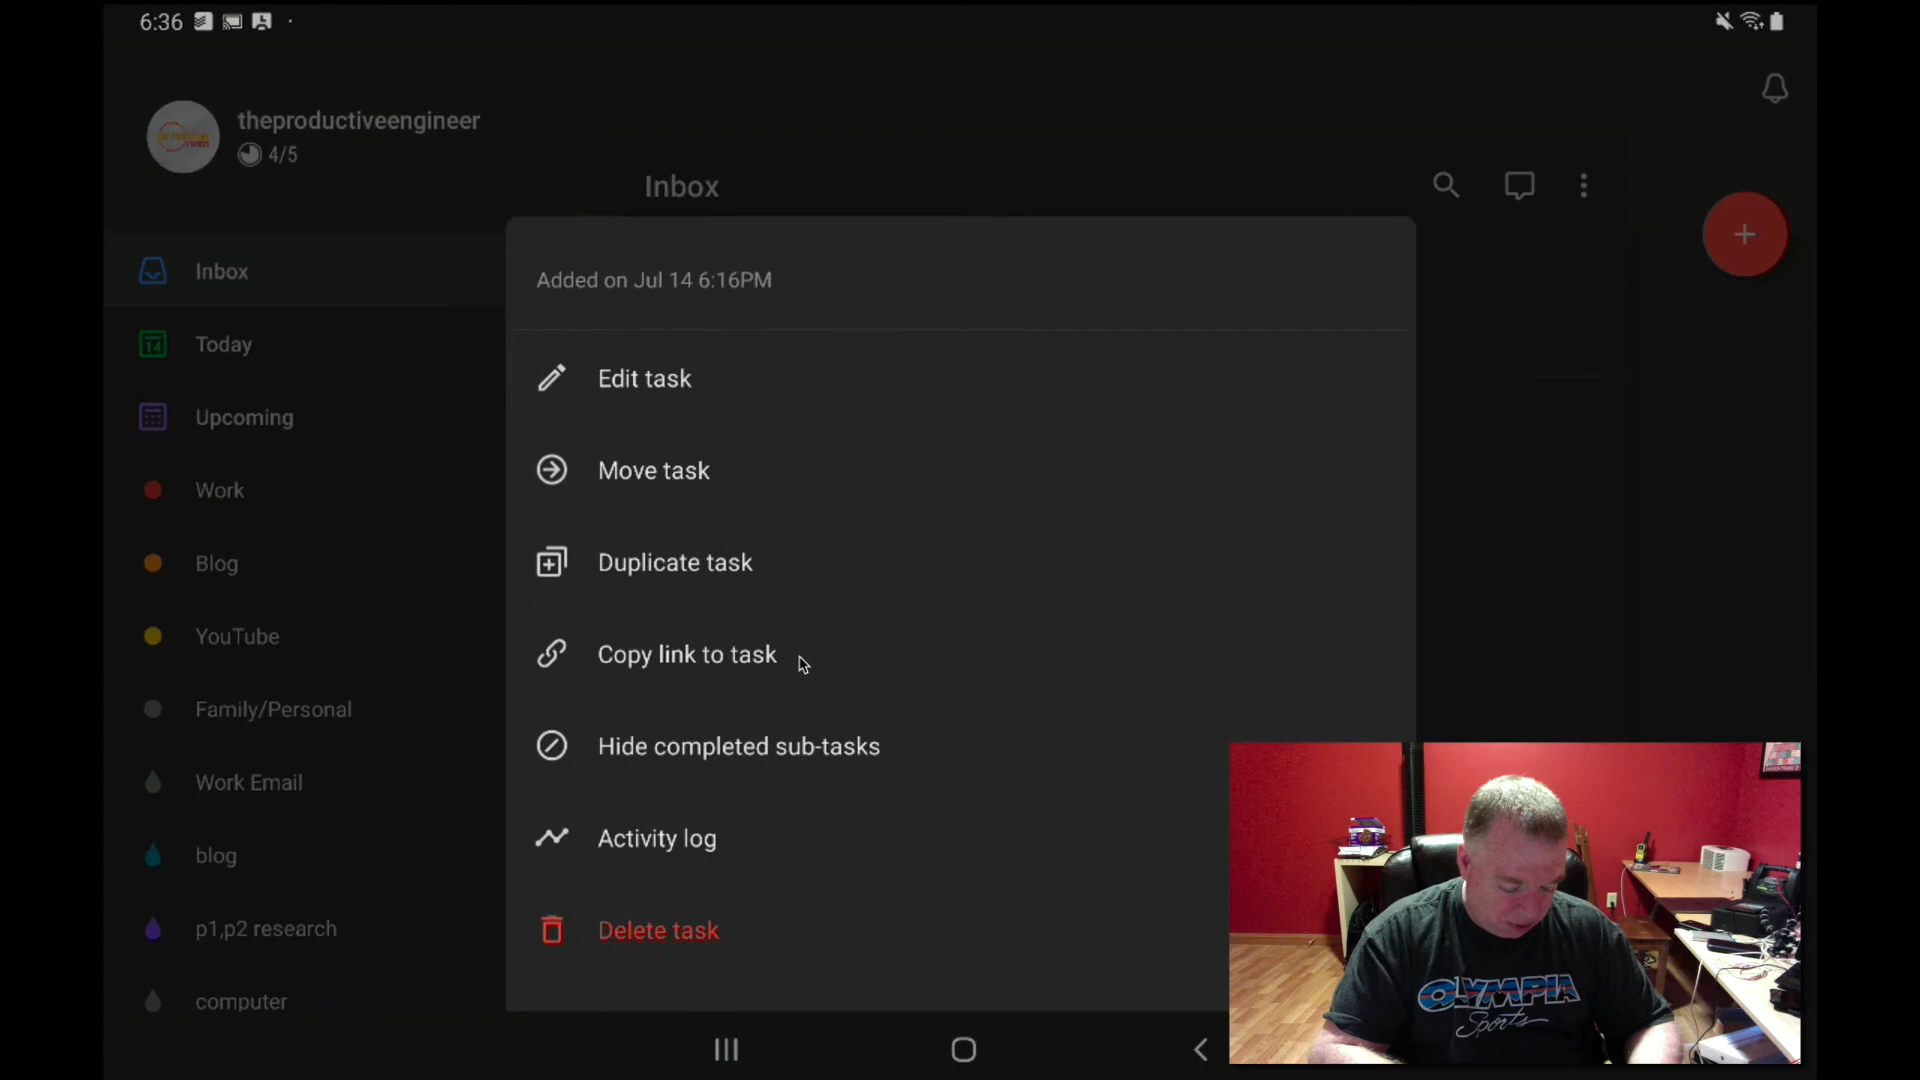 6:36
theproductiveengineer
4/5
Inbox
Inbox
Today
14
Upcoming
Work
Blog
YouTube
Family/Personal
Work Email
blog
p1,p2 research
computer
Added on Jul 14 6:16PM
Edit task
Move task
Duplicate task
Copy link to task
Hide completed sub-tasks
Activity log
Delete task
OLYMPIA
Sports